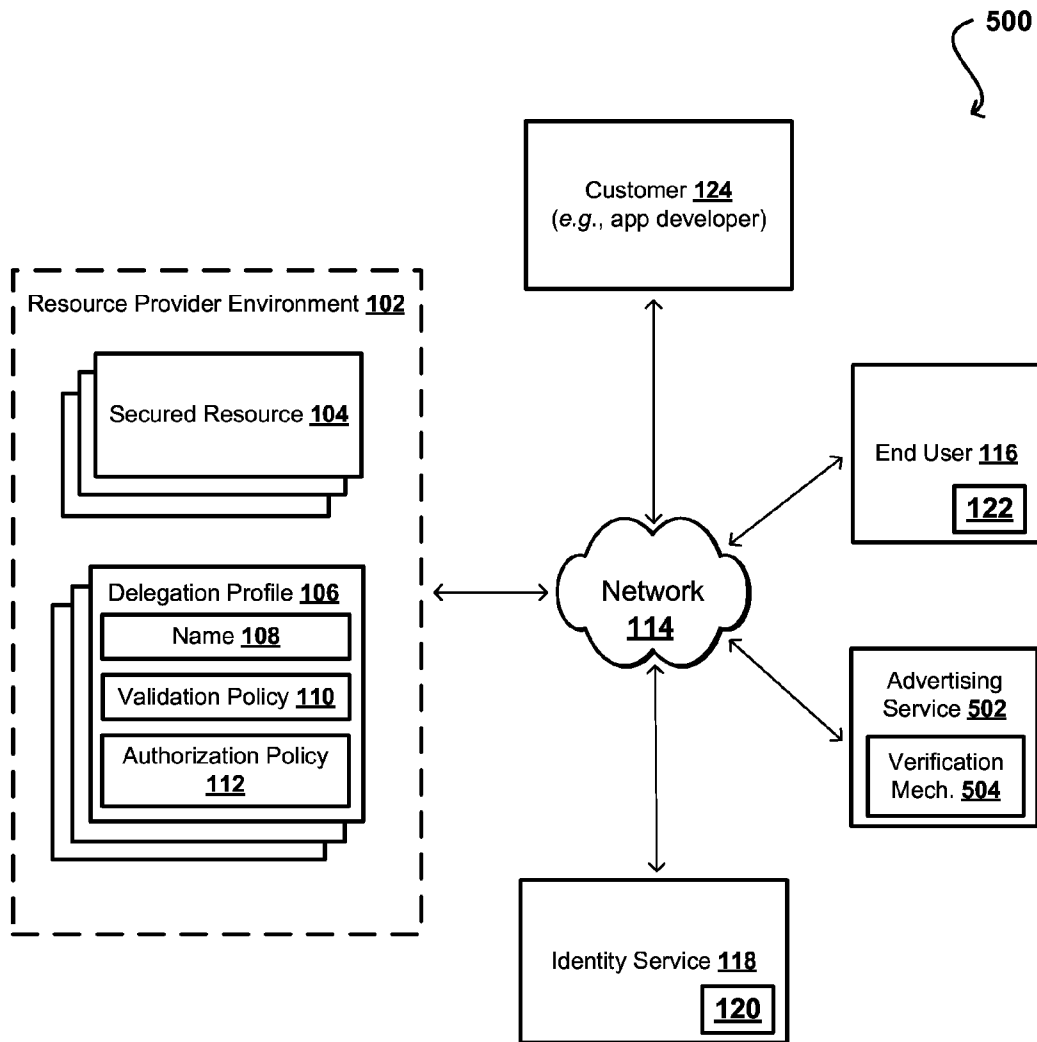 500
Customer 124
(e.g., app developer)
Resource Provider Environment 102
Secured Resource 104
End User 116
122
Delegation Profile 106
Name 108
Validation Policy 110
Authorization Policy
112
Network
114
Advertising
Service 502
Verification
Mech. 504
Identity Service 118
120